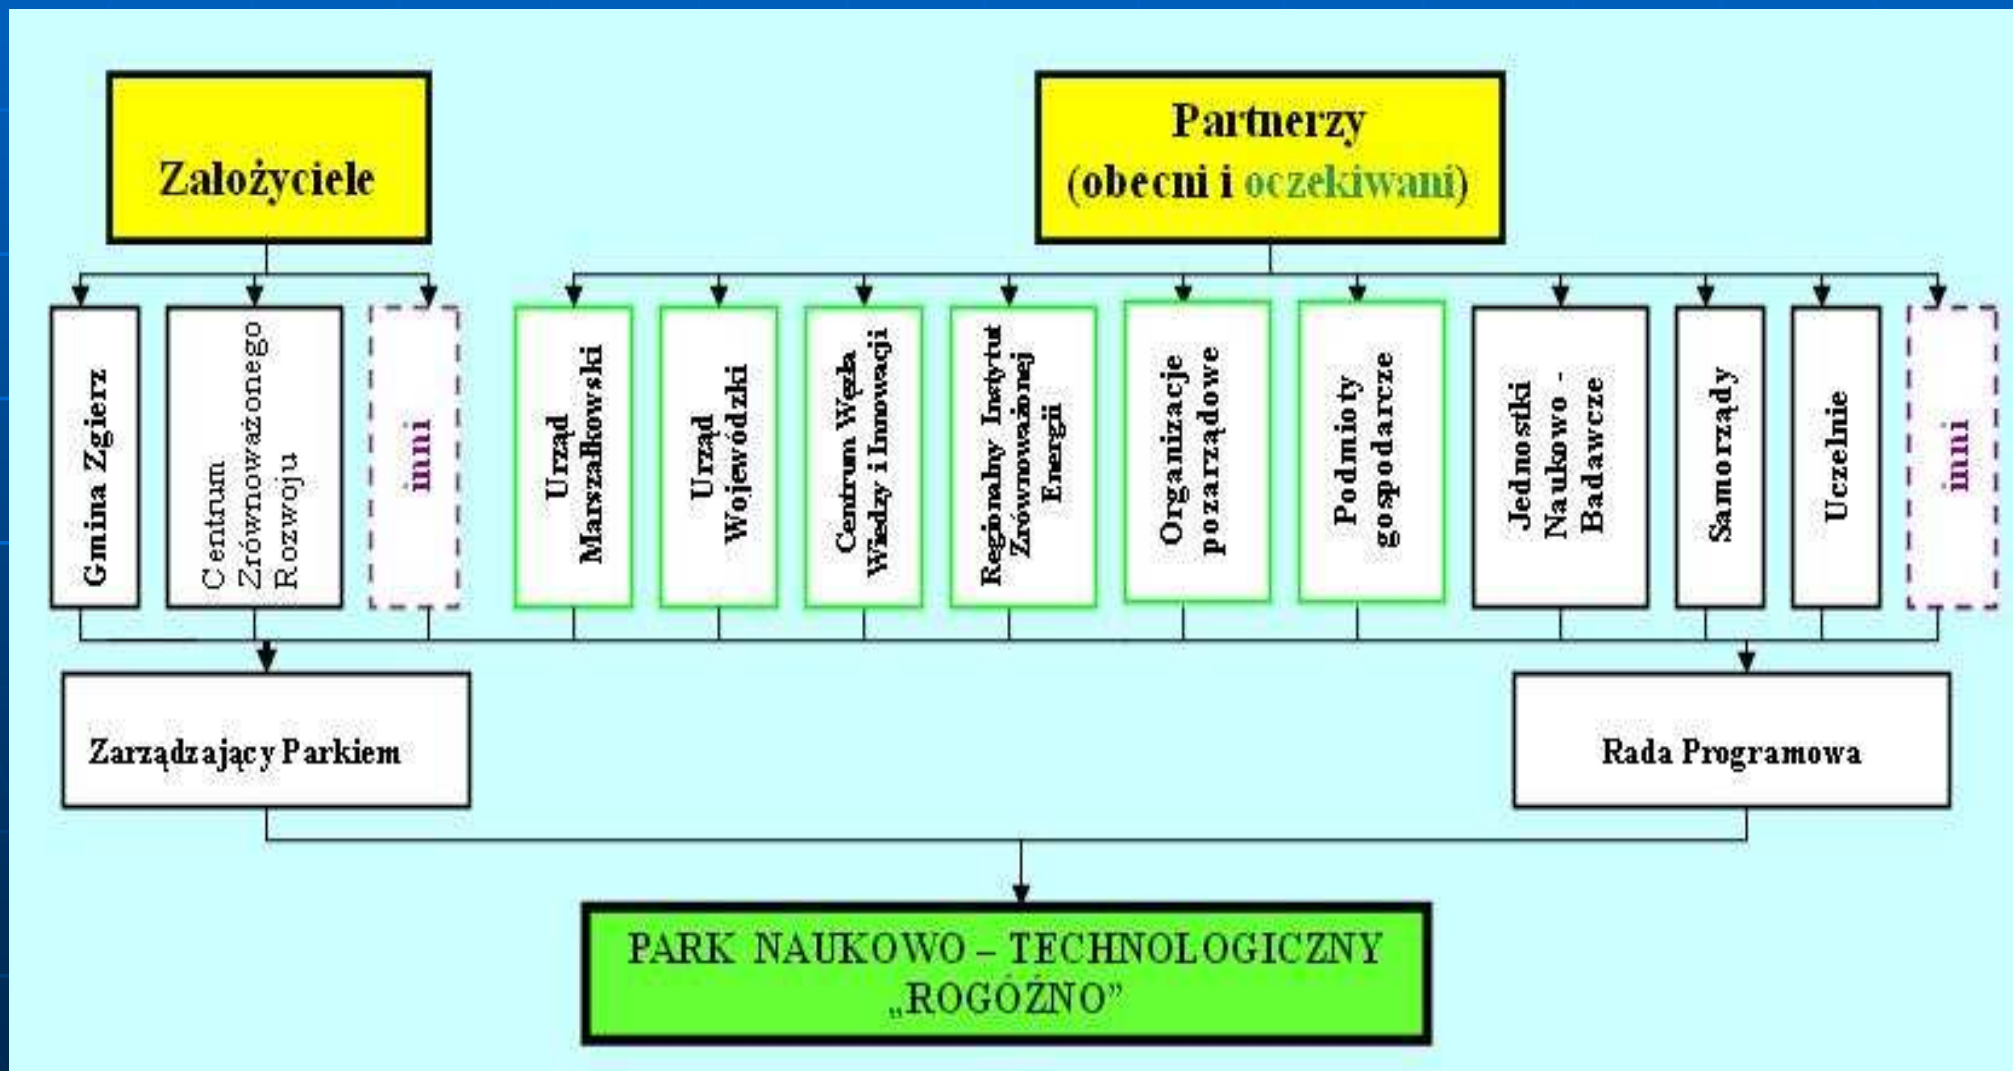 Założyciele
Partnerzy
(obecni i oczekiwani)
Gmina Zgierz
Centrum
Zrównoważonego
Rozwoju
inni
Urząd
Marszałkowski
Urząd
Wojewódzki
Centrum Węzła
Wiedzy i Innowacji
Regionalny Instytut
Zrównoważonej
Energii
Organizacje
pozarządowe
Podmioty
gospodarcze
Jednostki
Naukowo -
Badawcze
Samorządy
Uczelnie
inni
Zarządzający Parkiem
Rada Programowa
PARK NAUKOWO – TECHNOLOGICZNY
„ROGÓŹNO”